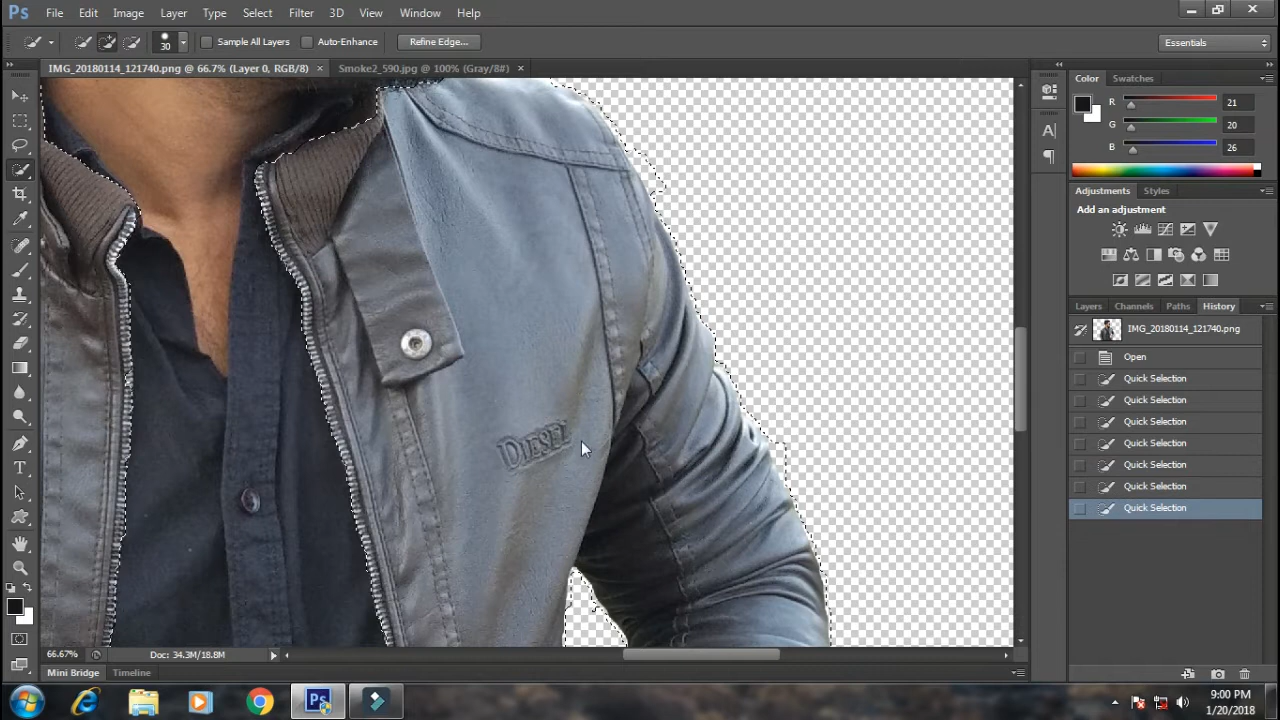 Ps File Edit Image Layer Type Select Filter 3D View Window Help
30 Sample All Layers Auto-Enhance Refine Edge... Essentials
IMG_20180114_121740.png @ 66.7% (Layer 0, RGB/8) × Smoke2_590.jpg @ 100% (Gray/8#) ×
Color Swatches
R 21
G 20
B 26
Adjustments Styles
Add an adjustment
Layers Channels Paths History
IMG_20180114_121740.png
Open
Quick Selection
Quick Selection
Quick Selection
Quick Selection
Quick Selection
Quick Selection
Quick Selection
DIESEL
66.67% Doc: 34.3M/18.8M
Mini Bridge Timeline
Ps
9:00 PM
1/20/2018